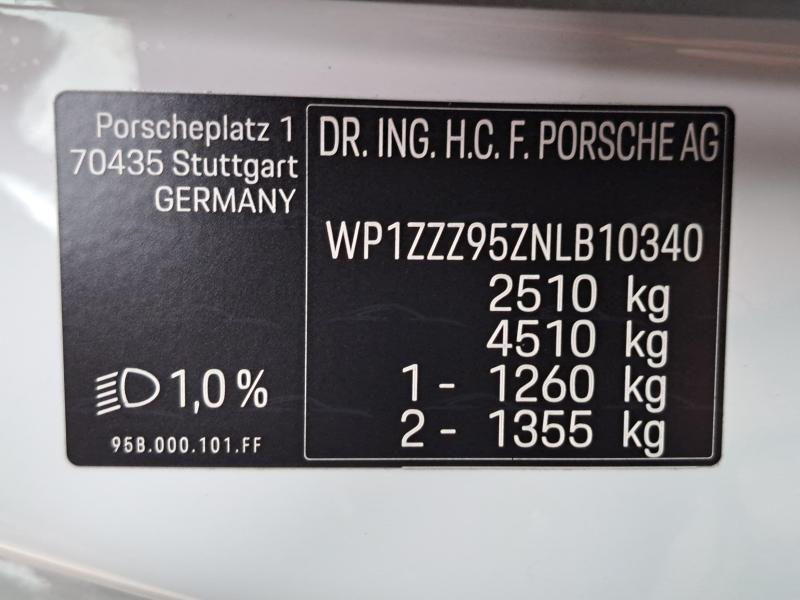 Porscheplatz 1
70435 Stuttgart
GERMANY
1,0 %
95B.000.101.FF
DR. ING. H.C. F. PORSCHE AG
WP1ZZZ95ZNLB10340
2510 kg
4510 kg
1 - 1260 kg
2 - 1355 kg